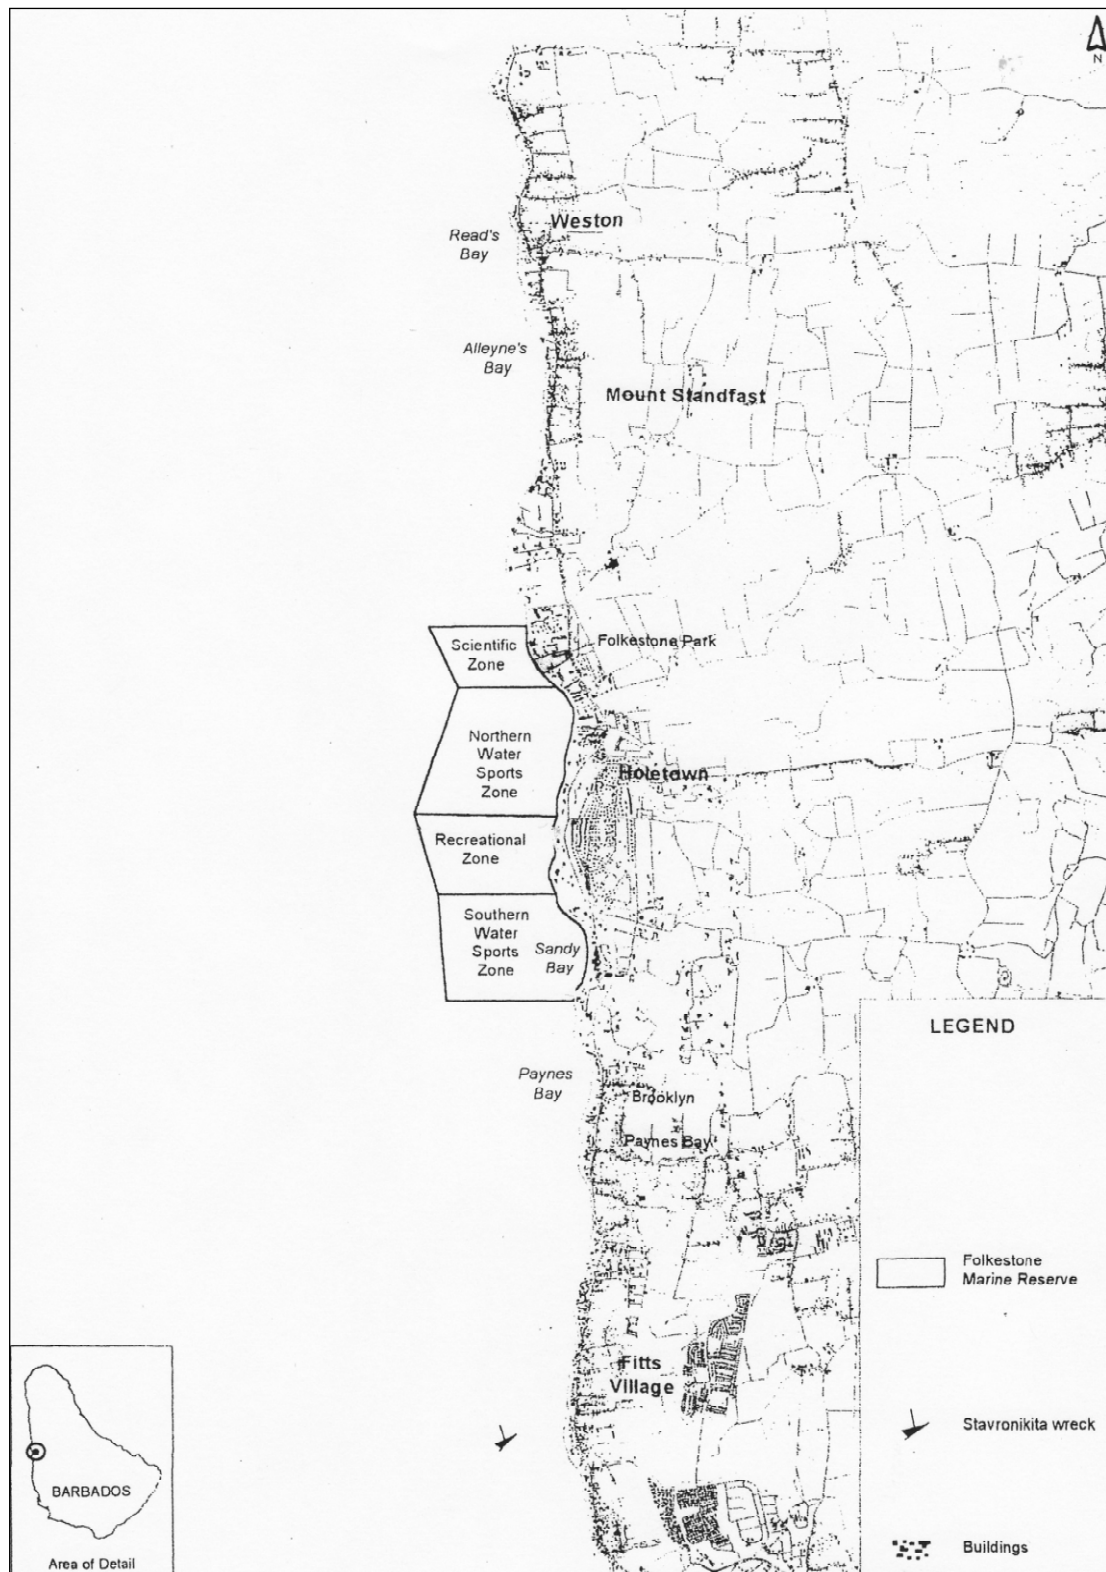 N
Weston
Read's
Bay
Alleyne's
Bay
Mount Standfast
Folkestone Park
Scientific
Zone
Northern
Water
Sports
Zone
Holetown
Recreational
Zone
Southern
Water
Sports
Zone
Sandy
Bay
Paynes
Bay
Brooklyn
Paynes Bay
Fitts
Village
LEGEND
Folkestone
Marine Reserve
Stavronikita wreck
Buildings
BARBADOS
Area of Detail